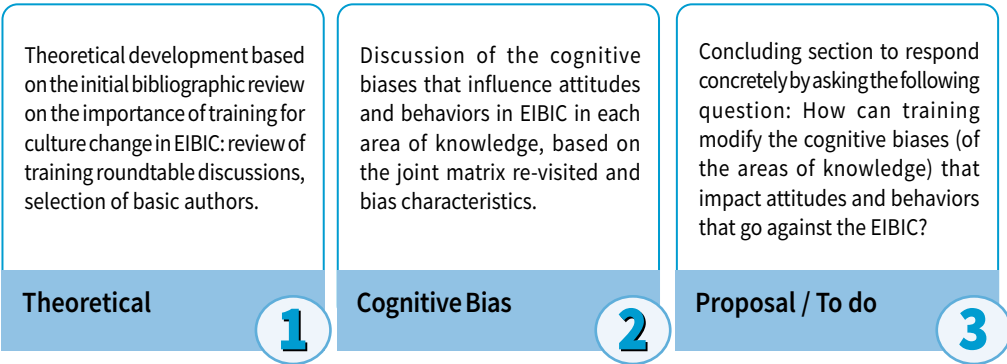 Theoretical development based
on the initial bibliographic review
on the importance of training for
culture change in EIBIC: review of
training roundtable discussions,
selection of basic authors.
Theoretical
1
Discussion of the cognitive
biases that influence attitudes
and behaviors in EIBIC in each
area of knowledge, based on
the joint matrix re-visited and
bias characteristics.
Cognitive Bias
2
Concluding section to respond
concretely by asking the following
question: How can training
modify the cognitive biases (of
the areas of knowledge) that
impact attitudes and behaviors
that go against the EIBIC?
Proposal / To do
3